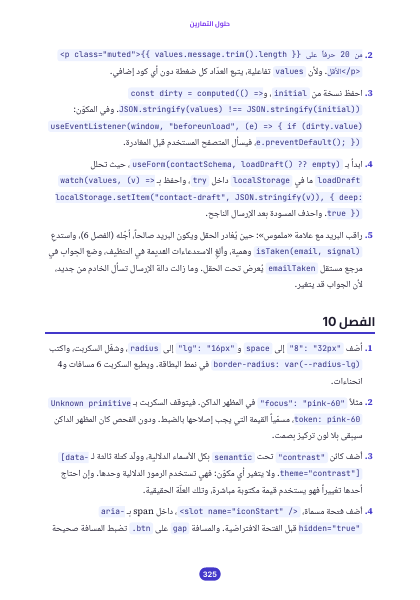 حلول التمارين
2. <p class="muted">{{ values.message.trim().length }} من 20 حرفاً على
الأقل</p>. ولأن values تفاعلية، يتبع العدّاد كل ضغطة دون أي كود إضافي.
3. احفظ نسخة من initial، و const dirty = computed(() =>
JSON.stringify(values) !== JSON.stringify(initial)). وفي المكوّن:
useEventListener(window, "beforeunload", (e) => { if (dirty.value)
e.preventDefault(); })، فيسأل المتصفح المستخدم قبل المغادرة.
4. ابدأ بـ useForm(contactSchema, loadDraft() ?? empty)، حيث تحلل
loadDraft ما في localStorage داخل try، واحفظ بـ watch(values, (v) =>
localStorage.setItem("contact-draft", JSON.stringify(v)), { deep:
true }). واحذف المسودة بعد الإرسال الناجح.
5. راقب البريد مع علامة «ملموس»: حين يُغادر الحقل ويكون البريد صالحاً، أجّله (الفصل 6)، واستدعِ
isTaken(email, signal) وهمية، وألغِ الاستدعاءات القديمة في التنظيف، وضع الجواب في
مرجع مستقل emailTaken يُعرض تحت الحقل. وما زالت دالة الإرسال تسأل الخادم من جديد،
لأن الجواب قد يتغير.
الفصل 10
1. أضف "8": "32px" إلى space و "lg": "16px" إلى radius، وشغّل السكربت، واكتب
border-radius: var(--radius-lg) في نمط البطاقة. ويطبع السكربت 6 مسافات و4
انحناءات.
2. مثلاً "focus": "pink-60" في المظهر الداكن. فيتوقف السكربت بـ Unknown primitive
token: pink-60، مسمّياً القيمة التي يجب إصلاحها بالضبط. ودون الفحص كان المظهر الداكن
سيبقى بلا لون تركيز بصمت.
3. أضف كائن "contrast" تحت semantic بكل الأسماء الدلالية، وولّد كتلة ثالثة لـ [data-
theme="contrast"]. ولا يتغير أي مكوّن: فهي تستخدم الرموز الدلالية وحدها. وإن احتاج
أحدها تغييراً فهو يستخدم قيمة مكتوبة مباشرة، وتلك العلّة الحقيقية.
4. أضف فتحة مسماة، <slot name="iconStart" />، داخل span بـ aria-
hidden="true" قبل الفتحة الافتراضية. والمسافة gap على .btn تضبط المسافة صحيحة
325